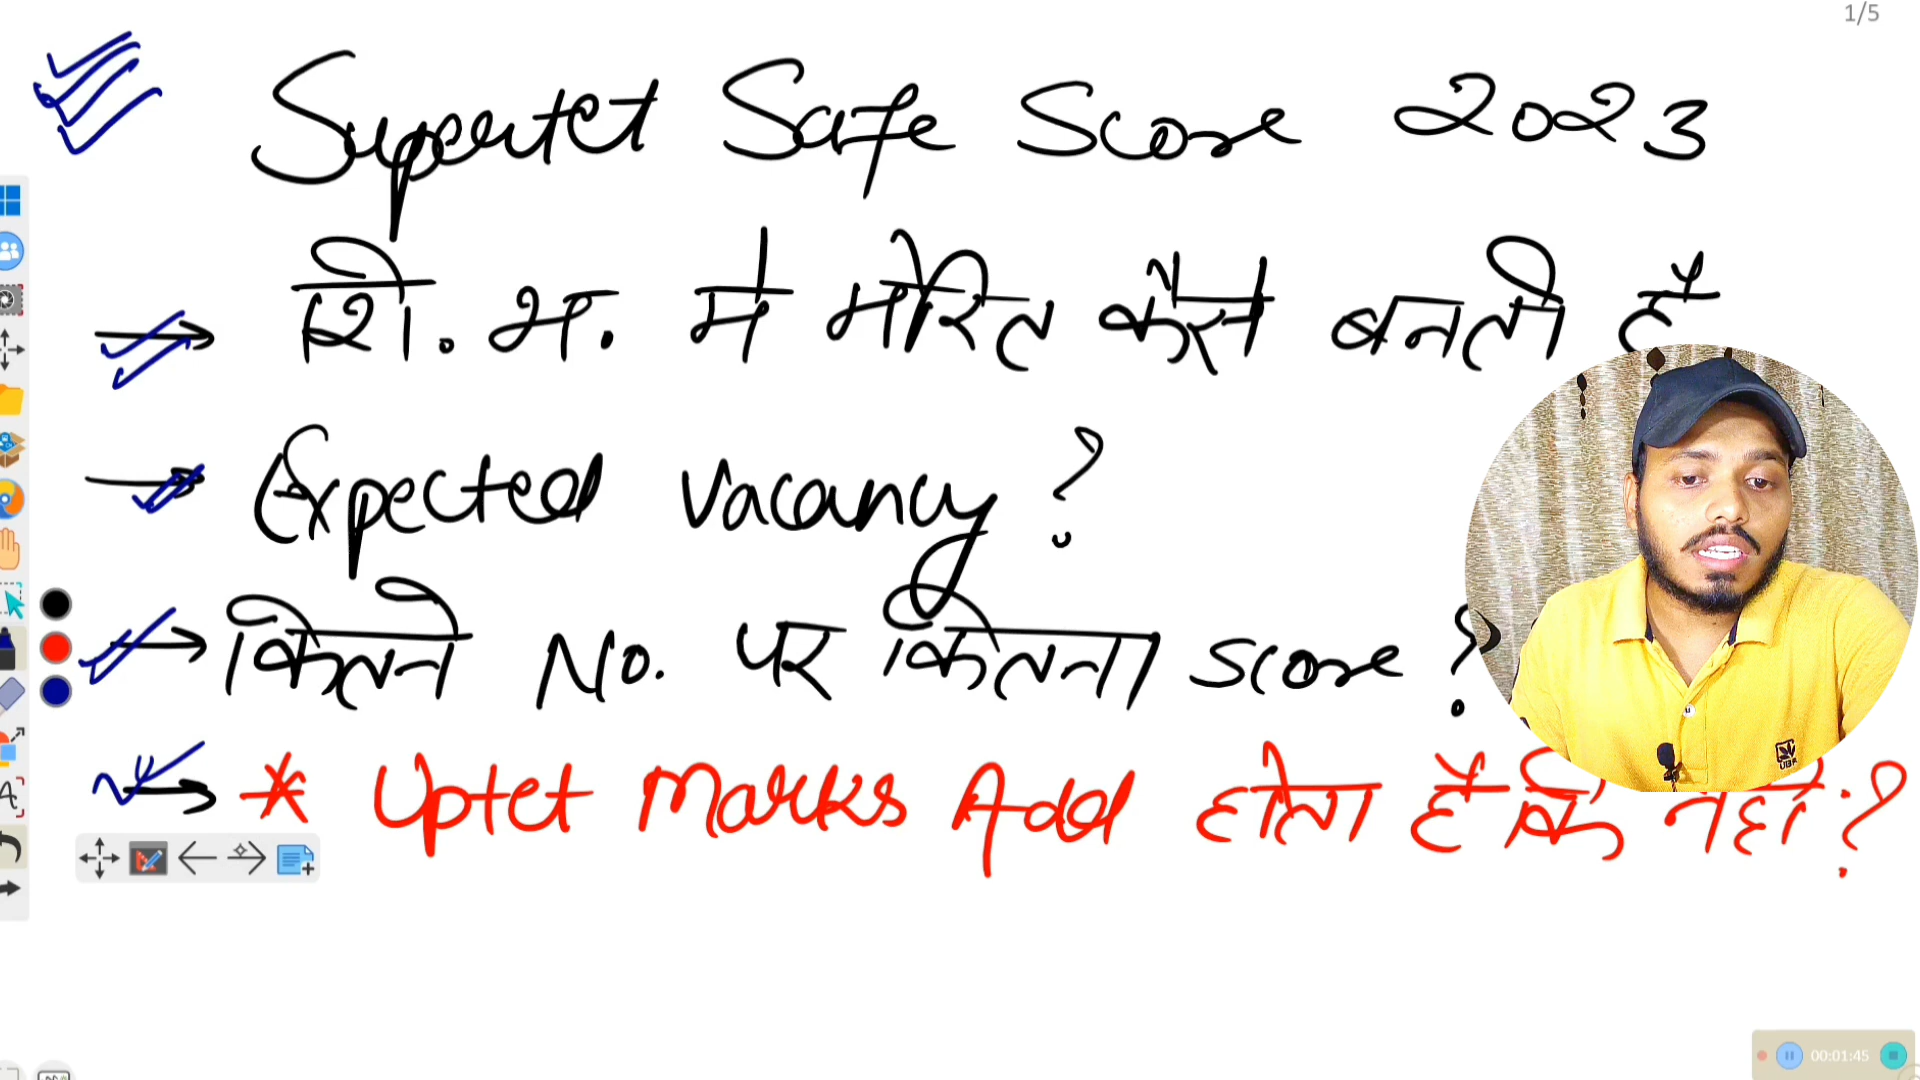 1/5
Supertet Safe Score 2023
शि. भ. में मेरिट कैसे बनती है
Expected Vacancy ?
कितने No. पर कितना score ?
* Uptet Marks Add होता है कि नहीं ?
UBR
00:01:45